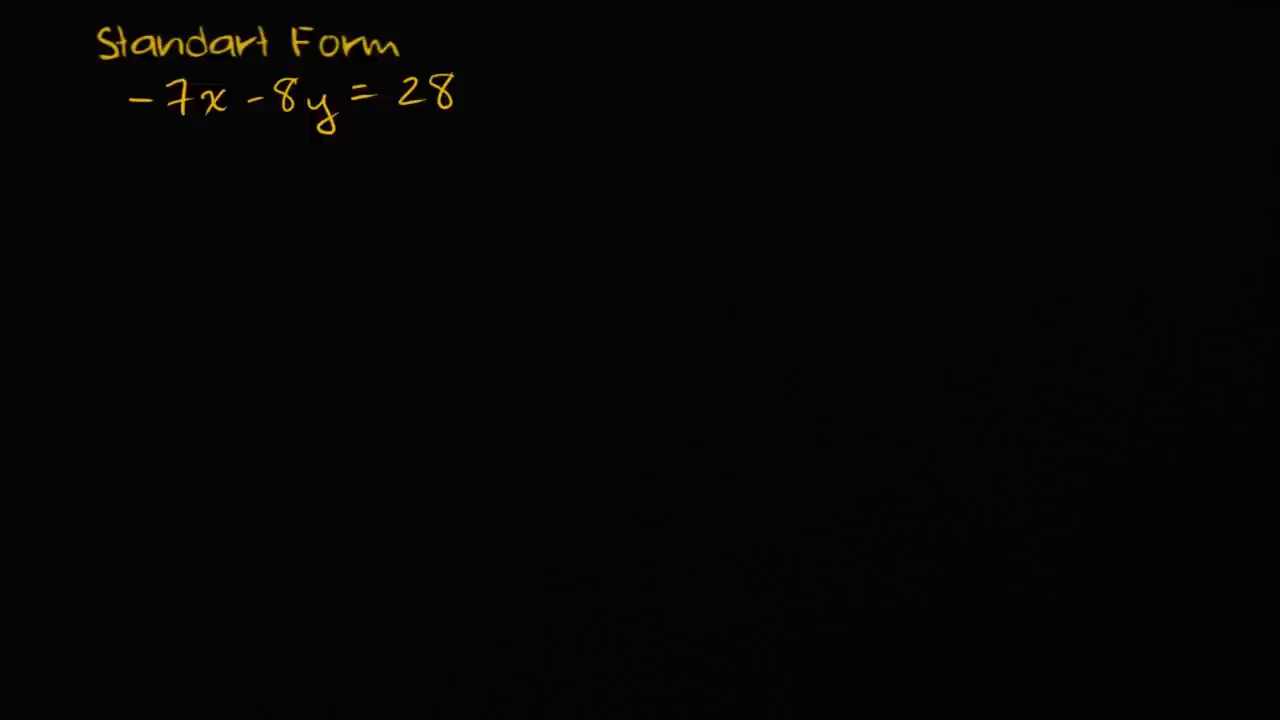 Standart Form
-7x - 8y = 28